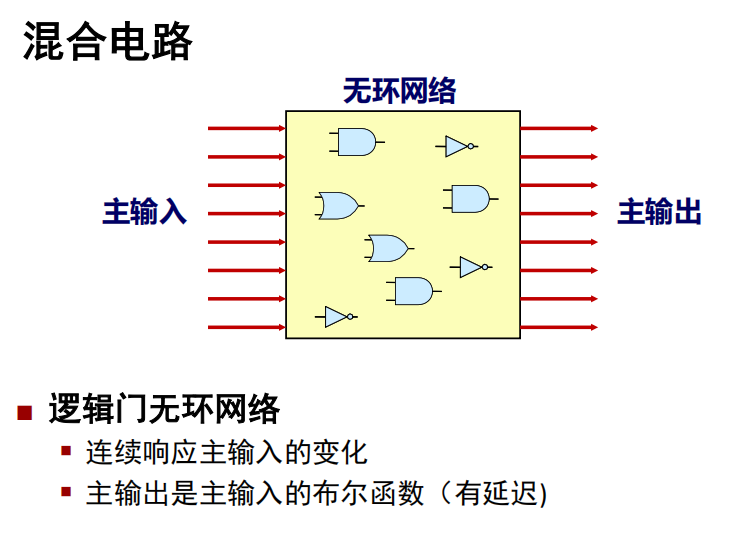 混合电路
无环网络
主输入
主输出
逻辑门无环网络
连续响应主输入的变化
主输出是主输入的布尔函数（有延迟)